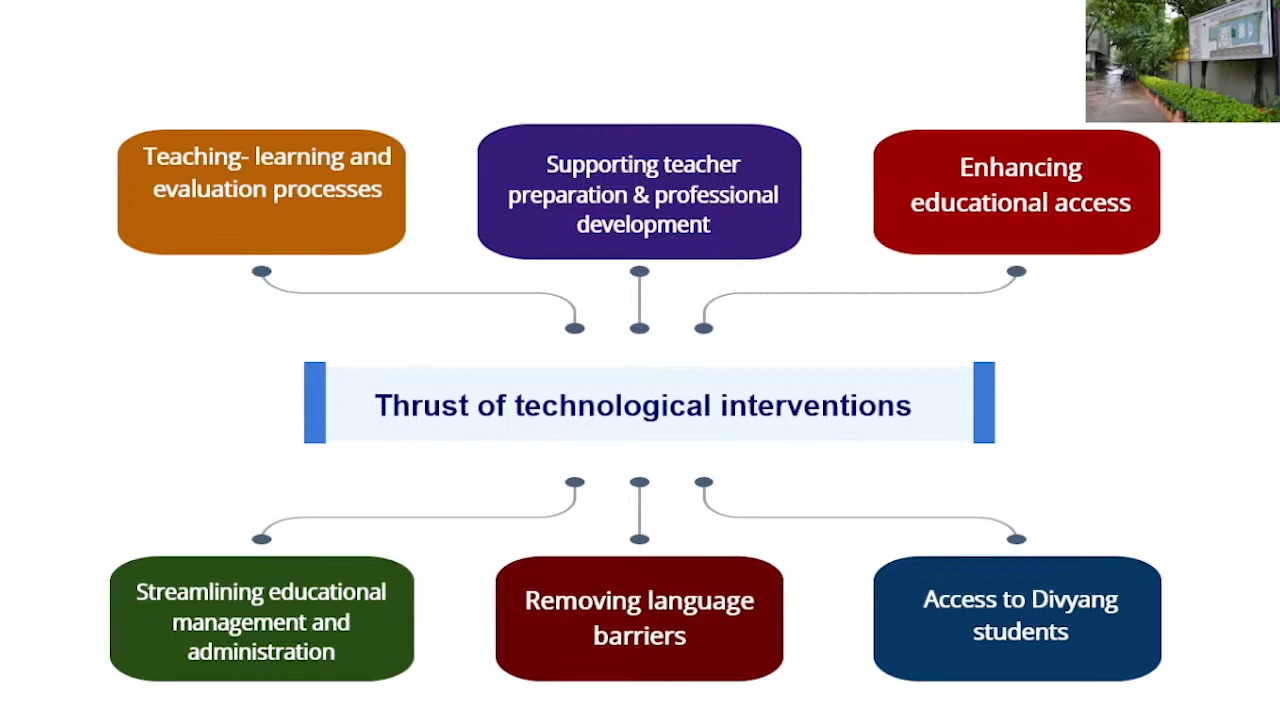 Teaching- learning and
evaluation processes
Supporting teacher
preparation & professional
development
Enhancing
educational access
Thrust of technological interventions
Streamlining educational
management and
administration
Removing language
barriers
Access to Divyang
students